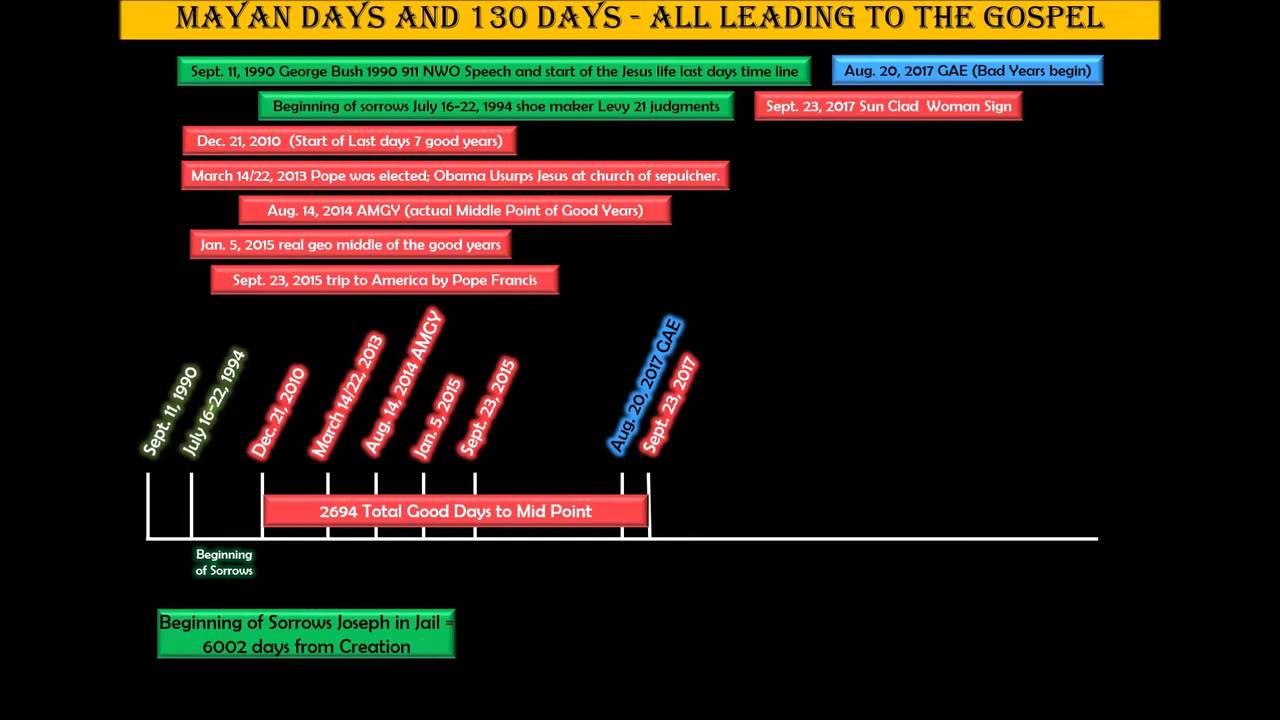 MAYAN DAYS AND 130 DAYS - ALL LEADING TO THE GOSPEL
Sept. 11, 1990 George Bush 1990 911 NWO Speech and start of the Jesus life last days time line
Aug. 20, 2017 GAE (Bad Years begin)
Beginning of sorrows July 16-22, 1994 shoe maker Levy 21 judgments
Sept. 23, 2017 Sun Clad Woman Sign
Dec. 21, 2010 (Start of Last days 7 good years)
March 14/22, 2013 Pope was elected; Obama Usurps Jesus at church of sepulcher.
Aug. 14, 2014 AMGY (actual Middle Point of Good Years)
Jan. 5, 2015 real geo middle of the good years
Sept. 23, 2015 trip to America by Pope Francis
Sept. 11, 1990
July 16-22, 1994
Dec. 21, 2010
March 14/22, 2013
Aug. 14, 2014 AMGY
Jan. 5, 2015
Sept. 23, 2015
Aug. 20, 2017 GAE
Sept. 23, 2017
2694 Total Good Days to Mid Point
Beginning
of Sorrows
Beginning of Sorrows Joseph in Jail =
6002 days from Creation